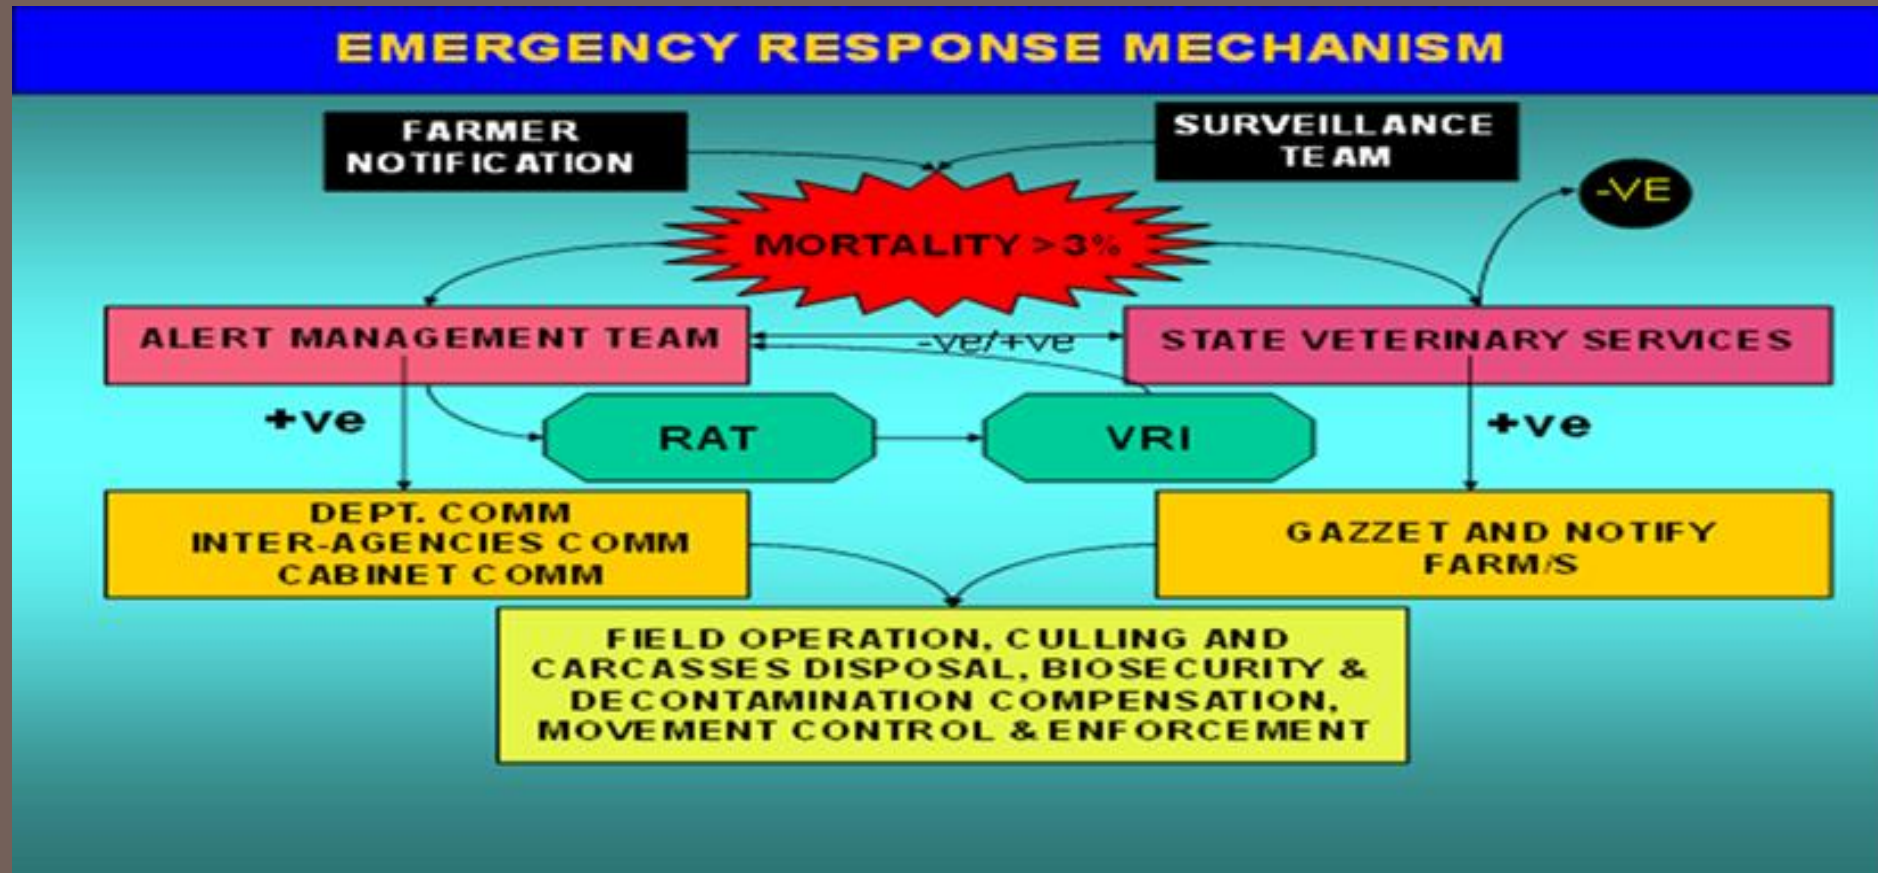 EMERGENCY RESPONSE MECHANISM
FARMER
NOTIFICATION
SURVEILLANCE
TEAM
-VE
MORTALITY > 3%
ALERT MANAGEMENT TEAM
-ve/+ve
STATE VETERINARY SERVICES
+ve
RAT
VRI
+ve
DEPT. COMM
INTER-AGENCIES COMM
CABINET COMM
GAZZET AND NOTIFY
FARM/S
FIELD OPERATION, CULLING AND
CARCASSES DISPOSAL, BIOSECURITY &
DECONTAMINATION COMPENSATION,
MOVEMENT CONTROL & ENFORCEMENT